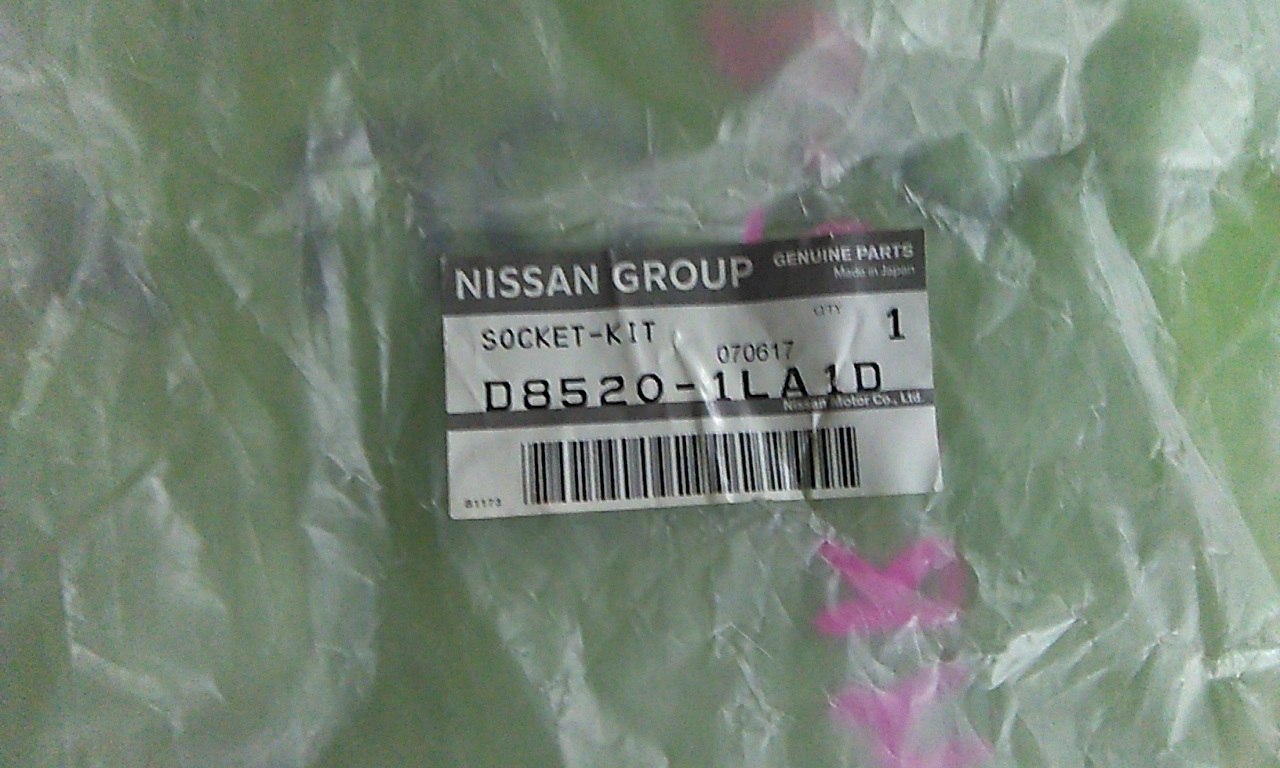 NISSAN GROUP
GENUINE PARTS
Made in Japan
SOCKET-KIT
QTY
1
070617
D8520-1LA1D
Nissan Motor Co., Ltd.
B1173